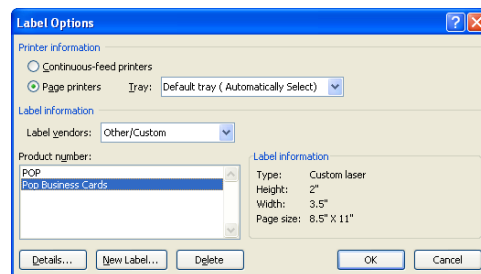 Label Options
Printer information
Continuous-feed printers
Page printers Tray: Default tray ( Automatically Select)
Label information
Label vendors: Other/Custom
Product number:
POP
Pop Business Cards
Label information
Type: Custom laser
Height: 2"
Width: 3.5"
Page size: 8.5" X 11"
Details... New Label... Delete OK Cancel